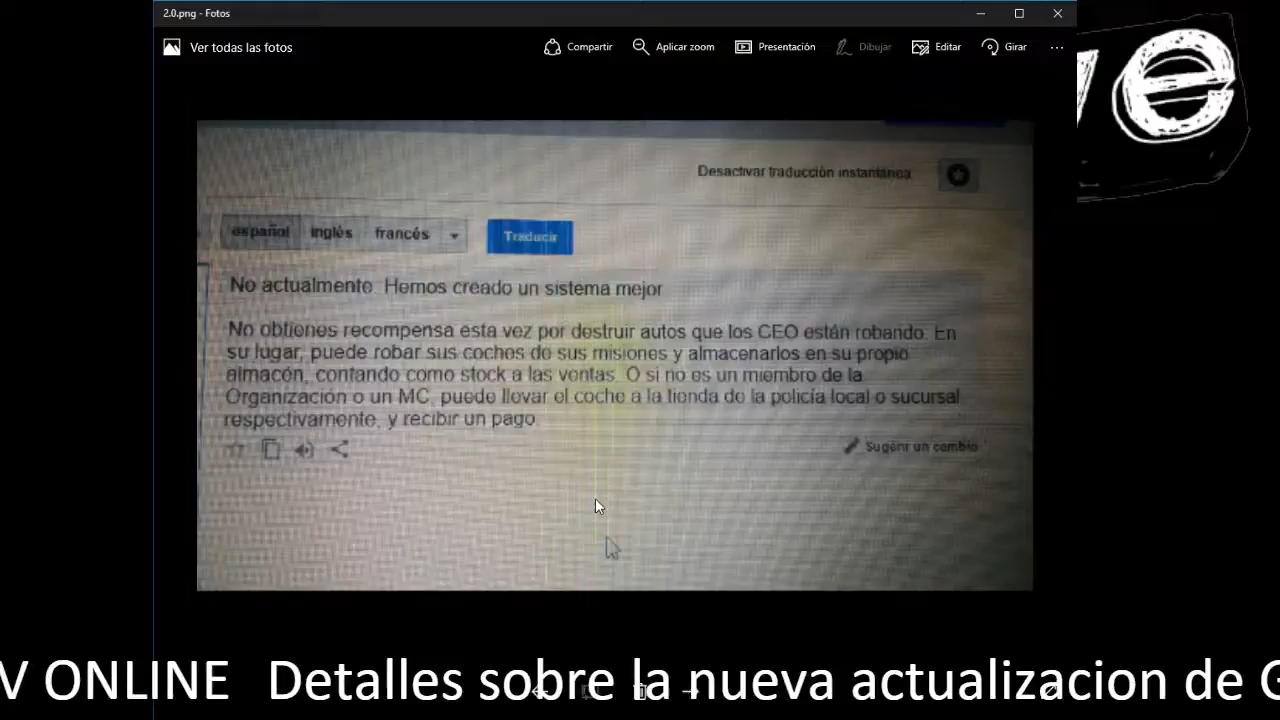 2.0.png - Fotos
Ver todas las fotos
Compartir
Aplicar zoom
Presentación
Dibujar
Editar
Girar
e
Desactivar traducción instantánea
español inglés francés
Traducir
No actualmente. Hemos creado un sistema mejor
No obtienes recompensa esta vez por destruir autos que los CEO están robando. En
su lugar, puede robar sus coches de sus misiones y almacenarlos en su propio
almacén, contando como stock a las ventas. O si no es un miembro de la
Organización o un MC, puede llevar el coche a la tienda de la policía local o sucursal
respectivamente, y recibir un pago.
Sugerir un cambio
V ONLINE Detalles sobre la nueva actualizacion de G